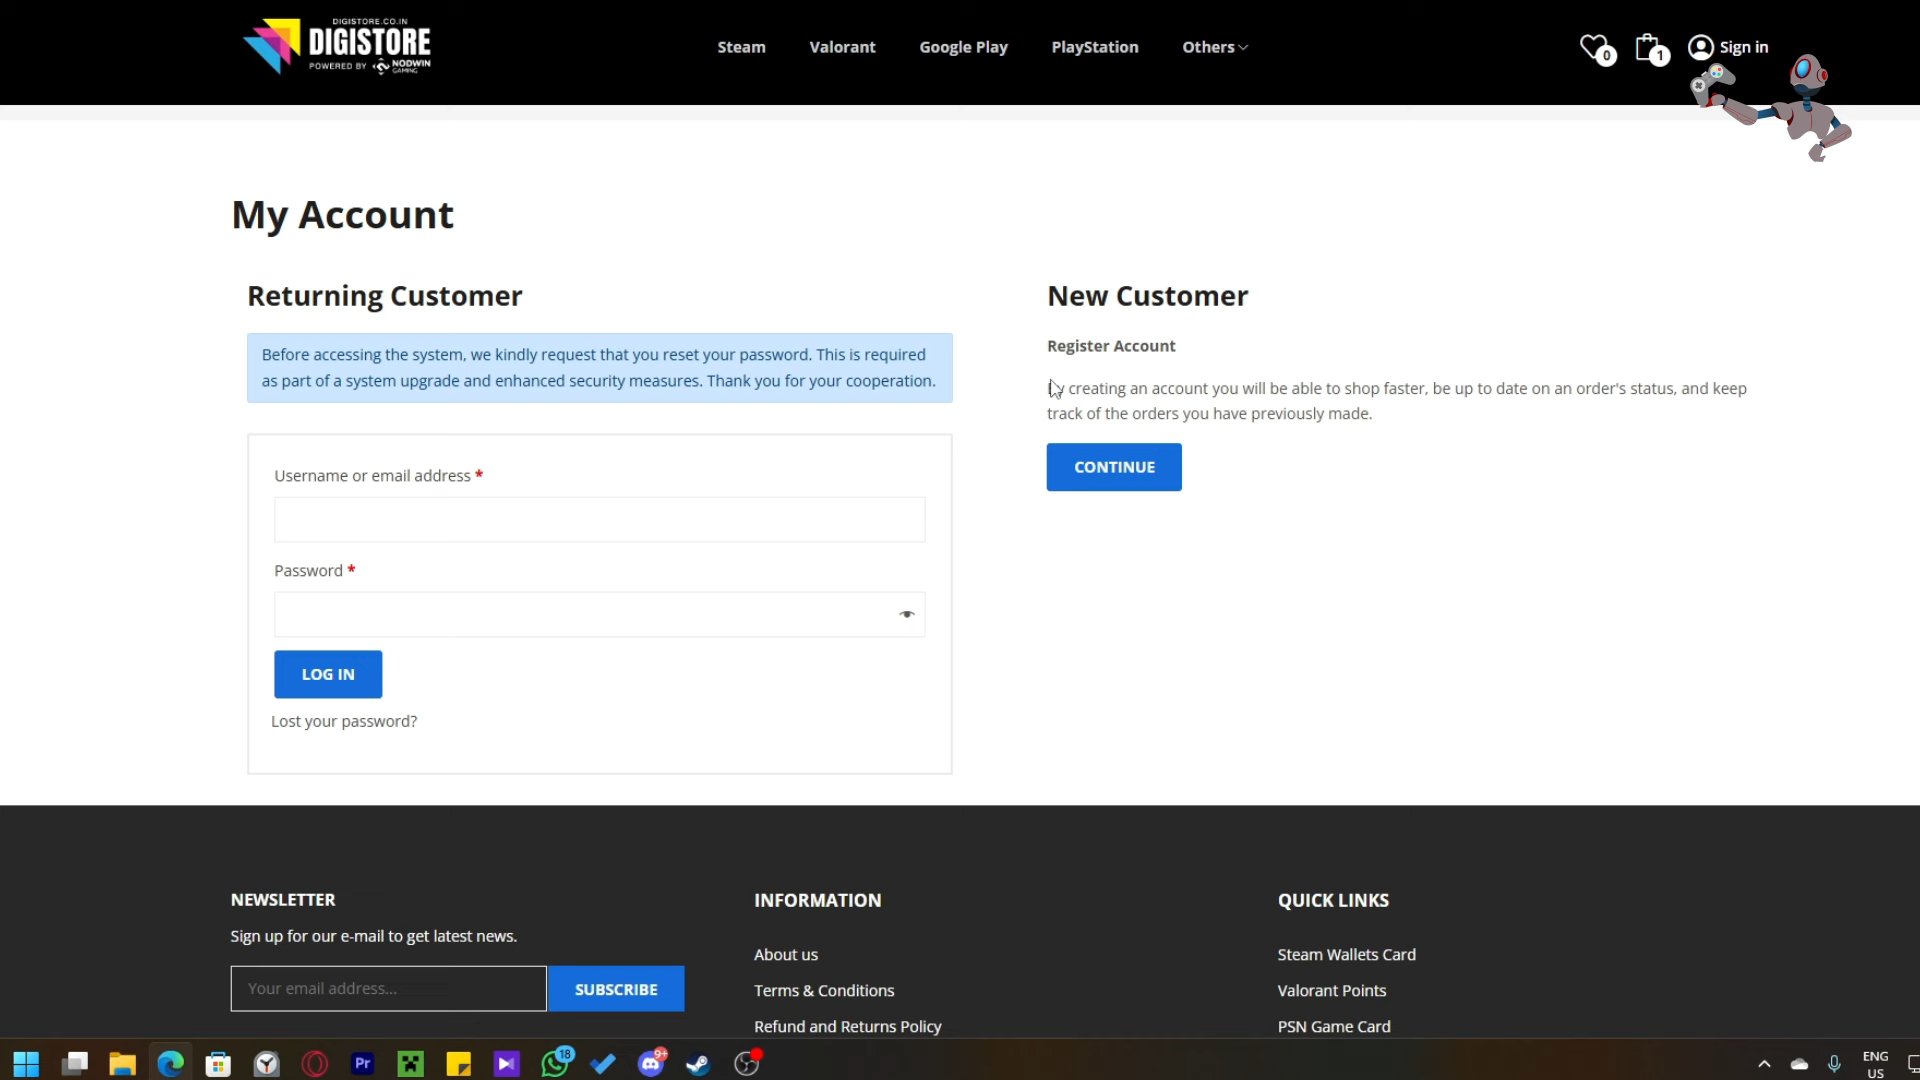 DIGISTORE.CO.IN
DIGISTORE
POWERED BY NODWIN GAMING
Steam
Valorant
Google Play
PlayStation
Others
0
1
Sign in
My Account
Returning Customer
Before accessing the system, we kindly request that you reset your password. This is required
as part of a system upgrade and enhanced security measures. Thank you for your cooperation.
Username or email address *
Password *
LOG IN
Lost your password?
New Customer
Register Account
By creating an account you will be able to shop faster, be up to date on an order's status, and keep
track of the orders you have previously made.
CONTINUE
NEWSLETTER
Sign up for our e-mail to get latest news.
Your email address...
SUBSCRIBE
INFORMATION
About us
Terms & Conditions
Refund and Returns Policy
QUICK LINKS
Steam Wallets Card
Valorant Points
PSN Game Card
Pr
18
9+
ENG
US